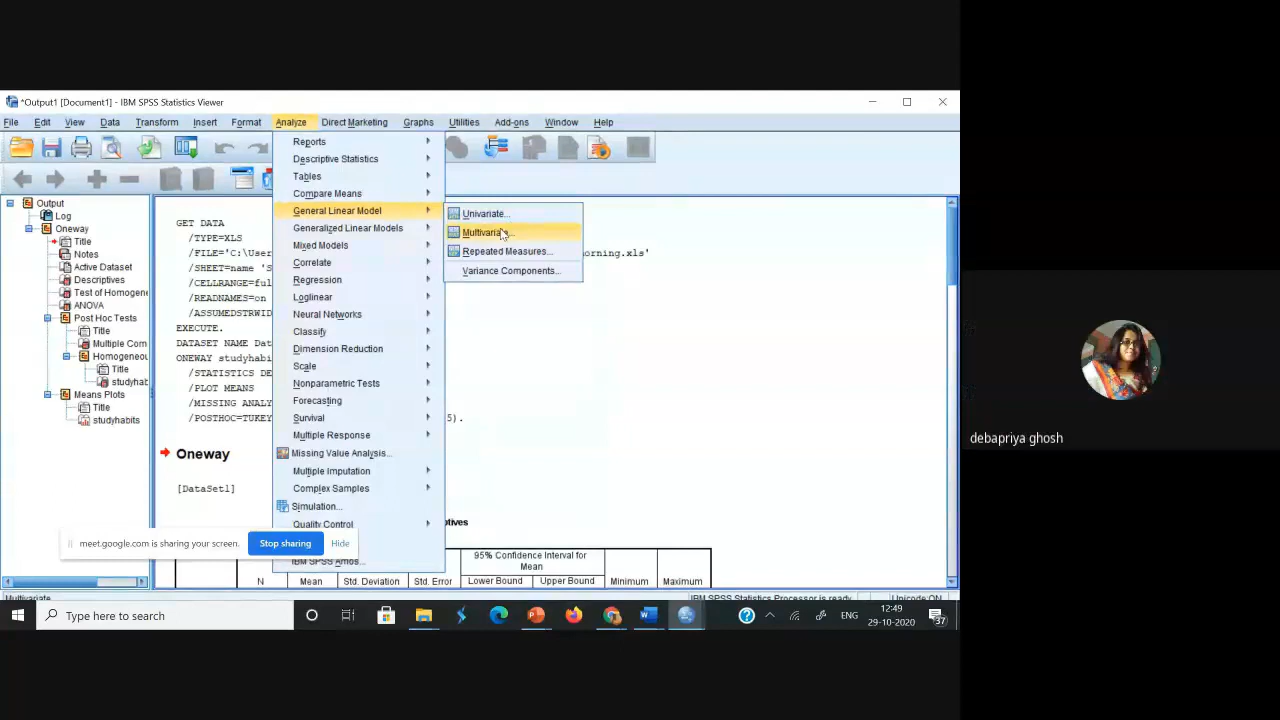 *Output1 [Document1] - IBM SPSS Statistics Viewer
File Edit View Data Transform Insert Format Analyze Direct Marketing Graphs Utilities Add-ons Window Help
Output
Log
Oneway
Title
Notes
Active Dataset
Descriptives
Test of Homogene
ANOVA
Post Hoc Tests
Title
Multiple Com
Homogeneou
Title
studyhab
Means Plots
Title
studyhabits
GET DATA
/TYPE=XLS
/FILE='C:\User
orning.xls'
/SHEET=name 'S
/CELLRANGE=ful
/READNAMES=on
/ASSUMEDSTRWID
EXECUTE.
DATASET NAME Dat
ONEWAY studyhabi
/STATISTICS DE
/PLOT MEANS
/MISSING ANALY
/POSTHOC=TUKEY
5).
Oneway
[DataSet1]
Reports
Descriptive Statistics
Tables
Compare Means
General Linear Model
Generalized Linear Models
Mixed Models
Correlate
Regression
Loglinear
Neural Networks
Classify
Dimension Reduction
Scale
Nonparametric Tests
Forecasting
Survival
Multiple Response
Missing Value Analysis...
Multiple Imputation
Complex Samples
Simulation...
Quality Control
IBM SPSS Amos...
Univariate...
Multivariate...
Repeated Measures...
Variance Components...
tives
95% Confidence Interval for
Mean
N Mean Std. Deviation Std. Error Lower Bound Upper Bound Minimum Maximum
meet.google.com is sharing your screen. Stop sharing Hide
Multivariate
IBM SPSS Statistics Processor is ready
Unicode:ON
Type here to search
ENG
12:49
29-10-2020
37
debapriya ghosh